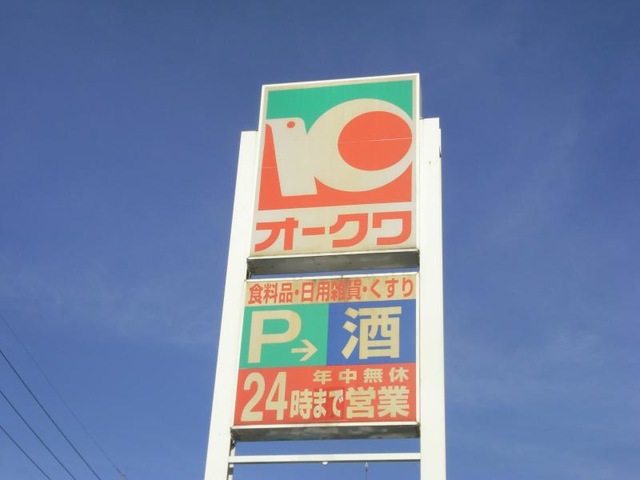 オークワ
食料品・日用雑貨・くすり
P→ 酒
年中無休
24時まで営業